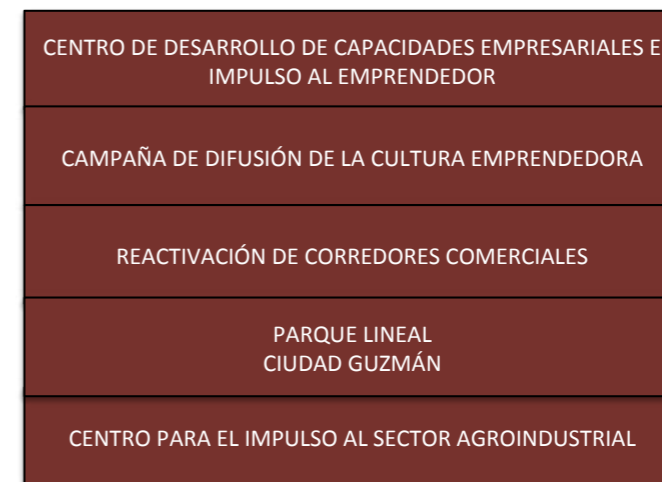 CENTRO DE DESARROLLO DE CAPACIDADES EMPRESARIALES E
IMPULSO AL EMPRENDEDOR
CAMPAÑA DE DIFUSIÓN DE LA CULTURA EMPRENDEDORA
REACTIVACIÓN DE CORREDORES COMERCIALES
PARQUE LINEAL
CIUDAD GUZMÁN
CENTRO PARA EL IMPULSO AL SECTOR AGROINDUSTRIAL